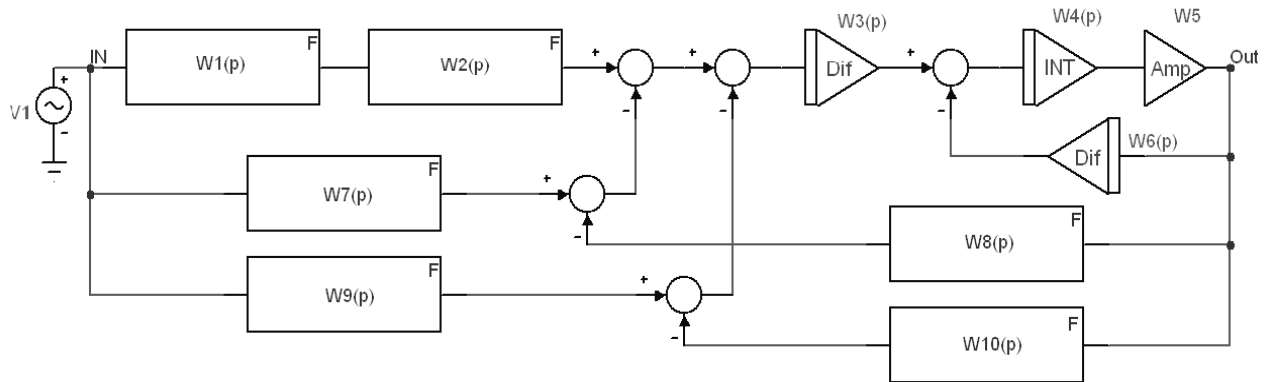 W3(p)
W4(p)
W5
IN
W1(p)
F
W2(p)
F
+
-
+
-
Dif
+
-
INT
Amp
Out
V1
+
-
W6(p)
Dif
W7(p)
F
+
-
W8(p)
F
W9(p)
F
+
-
W10(p)
F